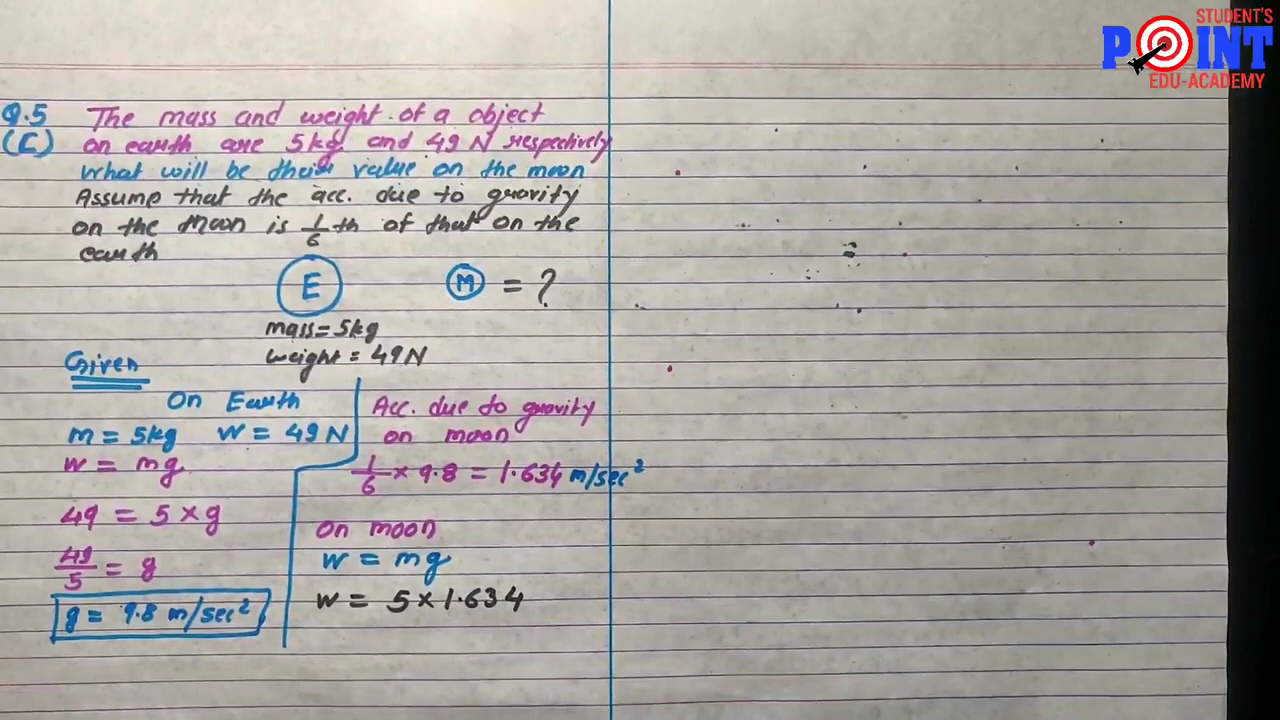 STUDENT'S
POINT
EDU-ACADEMY
Q.5 The mass and weight of a object
(C) on earth are 5kg and 49 N respectively
What will be their value on the moon
Assume that the acc. due to gravity
on the moon is 1/6 th of that on the
earth
E M = ?
mass = 5kg
weight = 49 N
Given
On Earth
m = 5kg W = 49 N
w = mg
49 = 5 × g
49/5 = g
g = 9.8 m/sec²
Acc. due to gravity
on moon
1/6 × 9.8 = 1.634 m/sec²
On moon
W = mg
W = 5 × 1.634